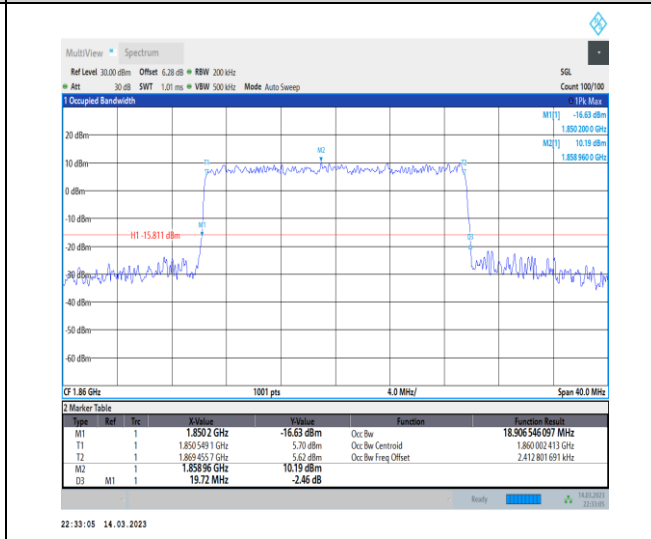 MultiView Spectrum
Ref Level 30.00 dBm Offset 6.28 dB RBW 200 kHz SGL
Att 30 dB SWT 1.01 ms VBW 500 kHz Mode Auto Sweep Count 100/100
1 Occupied Bandwidth 1Pk Max
M1[1] -16.63 dBm
1.850 200 0 GHz
M2[1] 10.19 dBm
1.858 960 0 GHz
20 dBm
M2
10 dBm
T1 T2
0 dBm
-10 dBm
M1
H1 -15.811 dBm
D3
-20 dBm
-30 dBm
-40 dBm
-50 dBm
-60 dBm
CF 1.86 GHz 1001 pts 4.0 MHz/ Span 40.0 MHz
2 Marker Table
Type Ref Trc X-Value Y-Value Function Function Result
M1 1 1.850 2 GHz -16.63 dBm Occ Bw 18.906 546 097 MHz
T1 1 1.850 549 1 GHz 5.70 dBm Occ Bw Centroid 1.860 002 413 GHz
T2 1 1.869 455 7 GHz 5.62 dBm Occ Bw Freq Offset 2.412 801 691 kHz
M2 1 1.858 96 GHz 10.19 dBm
D3 M1 1 19.72 MHz -2.46 dB
Ready 14.03.2023
22:33:05
22:33:05 14.03.2023